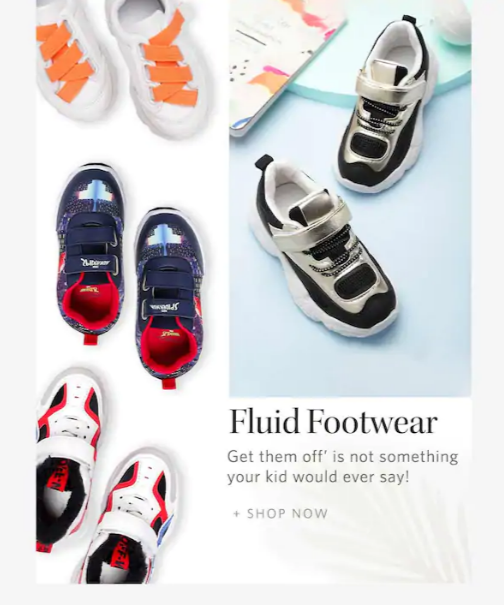 Fluid Footwear
Get them off' is not something
your kid would ever say!
+ SHOP NOW